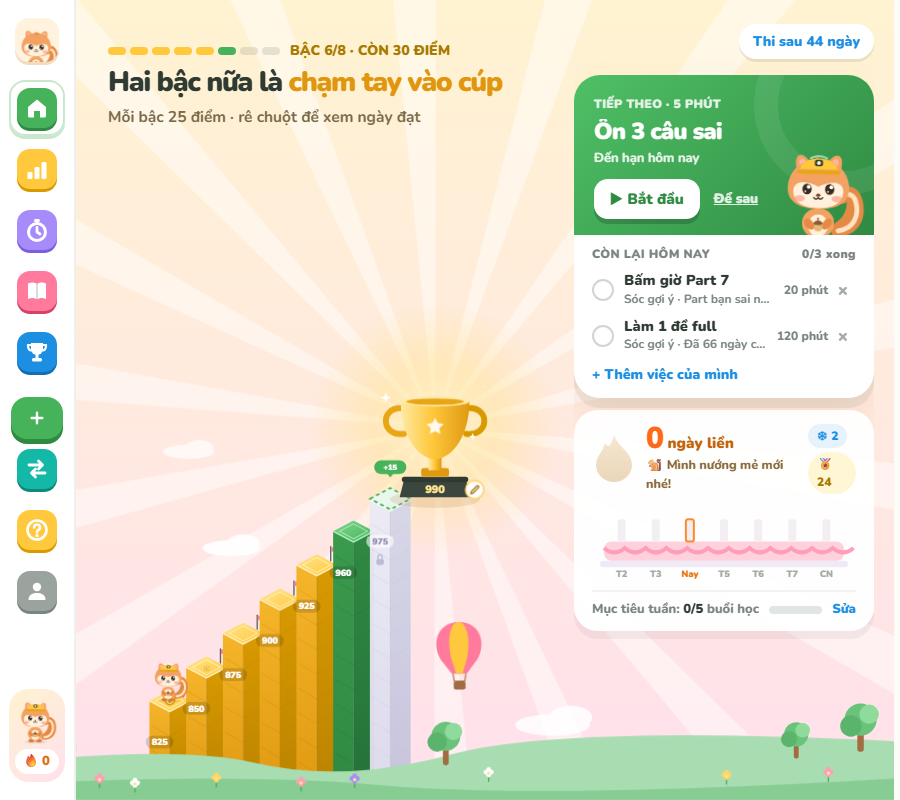 BẬC 6/8 · CÒN 30 ĐIỂM
Hai bậc nữa là chạm tay vào cúp
Mỗi bậc 25 điểm · rê chuột để xem ngày đạt
Thi sau 44 ngày
TIẾP THEO · 5 PHÚT
Ôn 3 câu sai
Đến hạn hôm nay
Bắt đầu
Để sau
CÒN LẠI HÔM NAY 0/3 xong
Bấm giờ Part 7
20 phút
Sóc gợi ý · Part bạn sai n...
Làm 1 đề full
120 phút
Sóc gợi ý · Đã 66 ngày c...
+ Thêm việc của mình
0 ngày liền
2
Mình nướng mẻ mới
nhé!
24
T2 T3 Nay T5 T6 T7 CN
Mục tiêu tuần: 0/5 buổi học Sửa
+15
990
975
960
925
900
875
850
825
0